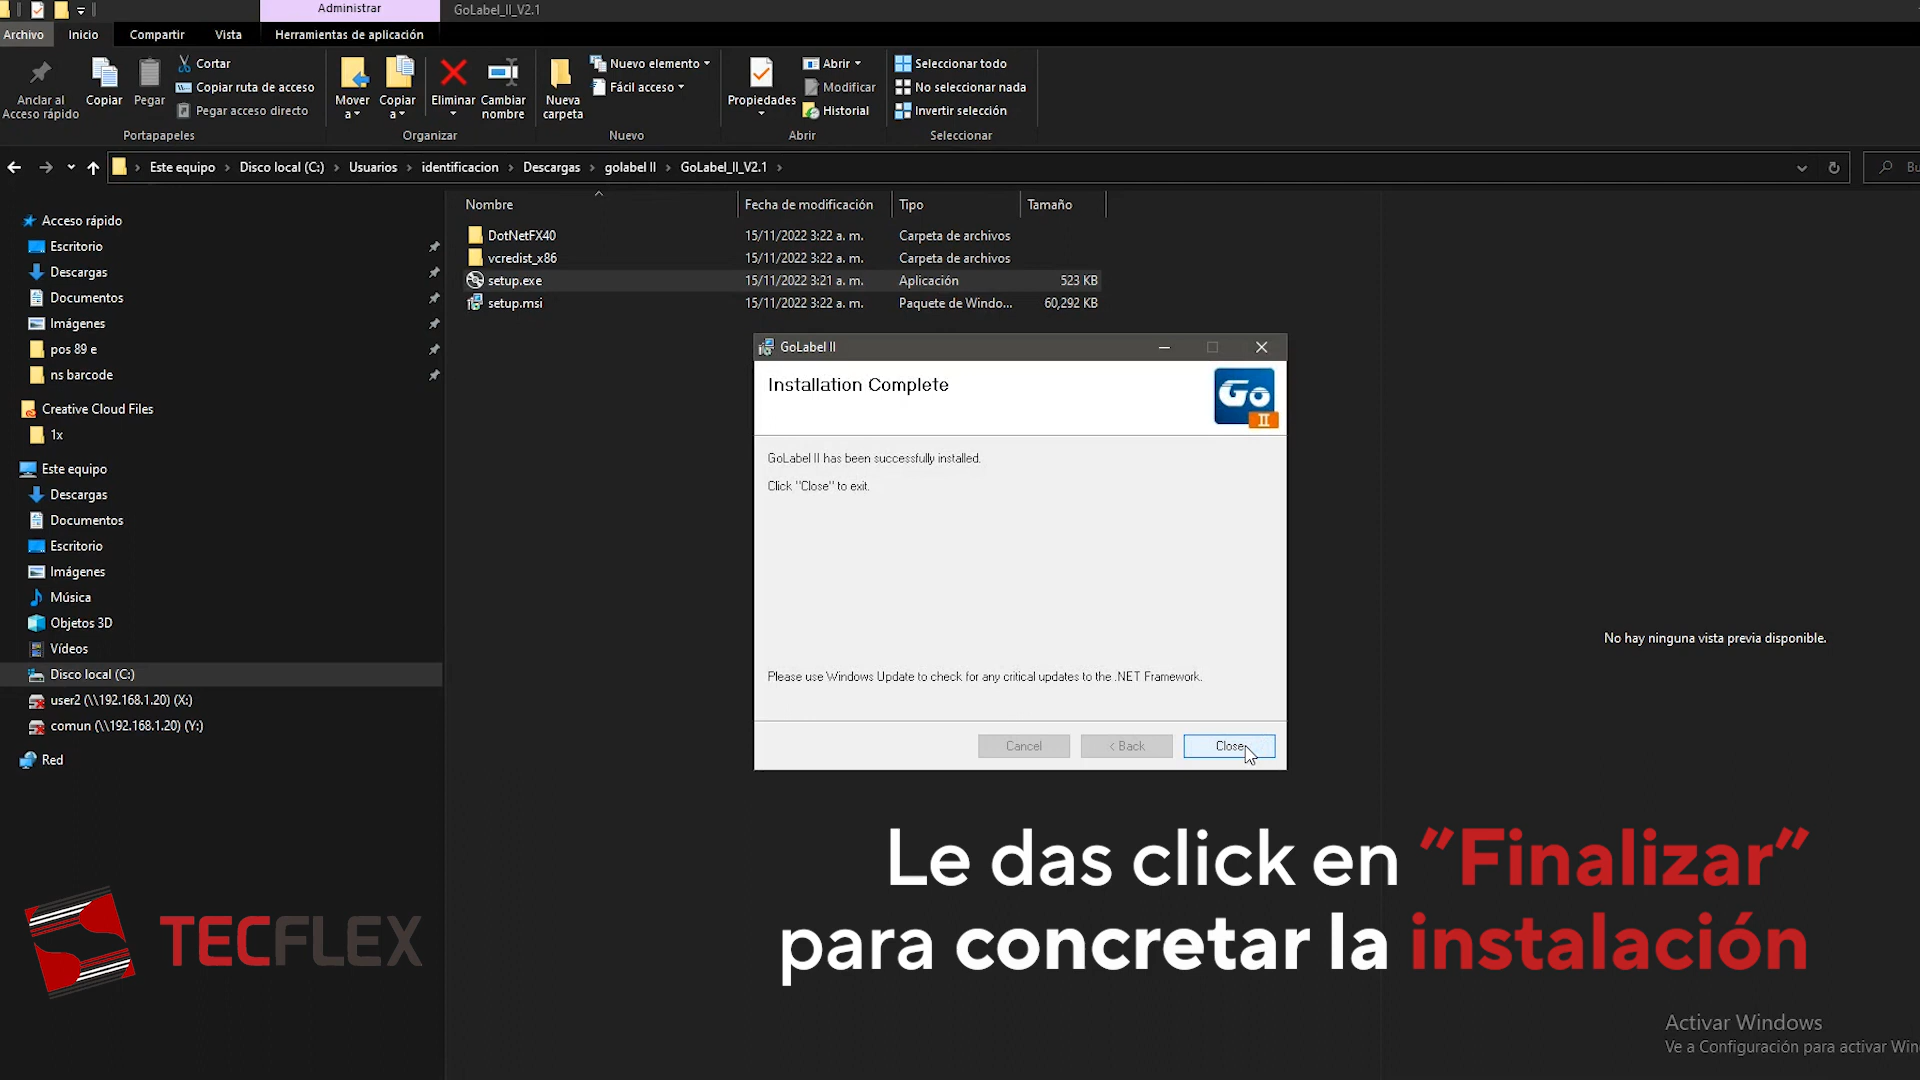 Administrar
GoLabel_II_V2.1
Archivo
Inicio
Compartir
Vista
Herramientas de aplicación
Anclar al
Acceso rápido
Copiar
Pegar
Cortar
Copiar ruta de acceso
Pegar acceso directo
Portapapeles
Mover
a
Copiar
a
Eliminar
Cambiar
nombre
Organizar
Nueva
carpeta
Nuevo elemento
Fácil acceso
Nuevo
Propiedades
Abrir
Modificar
Historial
Abrir
Seleccionar todo
No seleccionar nada
Invertir selección
Seleccionar
Este equipo > Disco local (C:) > Usuarios > identificacion > Descargas > golabel II > GoLabel_II_V2.1 >
Bu
Acceso rápido
Escritorio
Descargas
Documentos
Imágenes
pos 89 e
ns barcode
Creative Cloud Files
1x
Este equipo
Descargas
Documentos
Escritorio
Imágenes
Música
Objetos 3D
Vídeos
Disco local (C:)
user2 (\\192.168.1.20) (X:)
comun (\\192.168.1.20) (Y:)
Red
Nombre Fecha de modificación Tipo Tamaño
DotNetFX40 15/11/2022 3:22 a. m. Carpeta de archivos
vcredist_x86 15/11/2022 3:22 a. m. Carpeta de archivos
setup.exe 15/11/2022 3:21 a. m. Aplicación 523 KB
setup.msi 15/11/2022 3:22 a. m. Paquete de Windo... 60,292 KB
GoLabel II
Installation Complete
GO
II
GoLabel II has been successfully installed.
Click "Close" to exit.
Please use Windows Update to check for any critical updates to the .NET Framework.
Cancel
< Back
Close
No hay ninguna vista previa disponible.
Le das click en "Finalizar"
para concretar la instalación
TECFLEX
Activar Windows
Ve a Configuración para activar Win